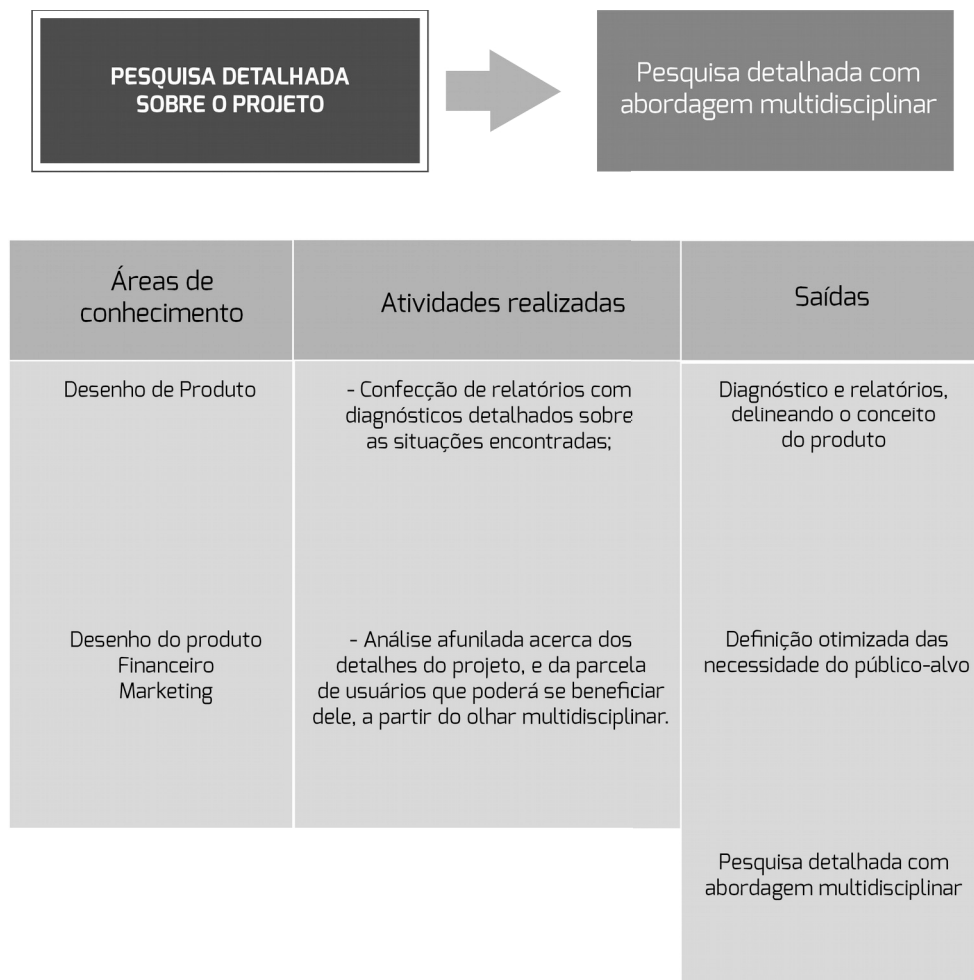 PESQUISA DETALHADA
SOBRE O PROJETO
Pesquisa detalhada com
abordagem multidisciplinar
Áreas de
conhecimento
Atividades realizadas
Saídas
Desenho de Produto
- Confecção de relatórios com
diagnósticos detalhados sobre
as situações encontradas;
Diagnóstico e relatórios,
delineando o conceito
do produto
Desenho do produto
Financeiro
Marketing
- Análise afunilada acerca dos
detalhes do projeto, e da parcela
de usuários que poderá se beneficiar
dele, a partir do olhar multidisciplinar.
Definição otimizada das
necessidade do público-alvo
Pesquisa detalhada com
abordagem multidisciplinar